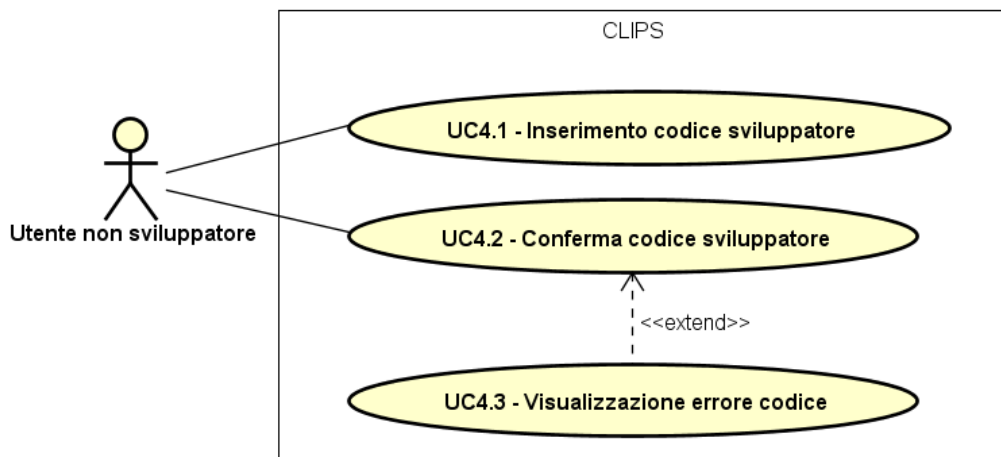 CLIPS
UC4.1 - Inserimento codice sviluppatore
Utente non sviluppatore
UC4.2 - Conferma codice sviluppatore
<<extend>>
UC4.3 - Visualizzazione errore codice